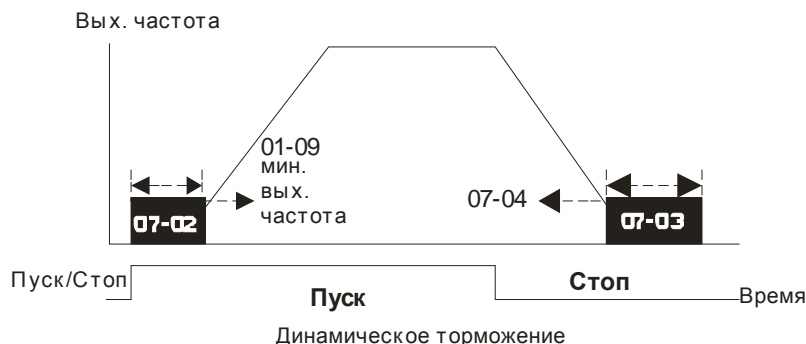 Вых. частота
01-09
мин.
вых.
частота
07-04
07-02
07-03
Пуск/Стоп
Пуск
Стоп
Время
Динамическое торможение